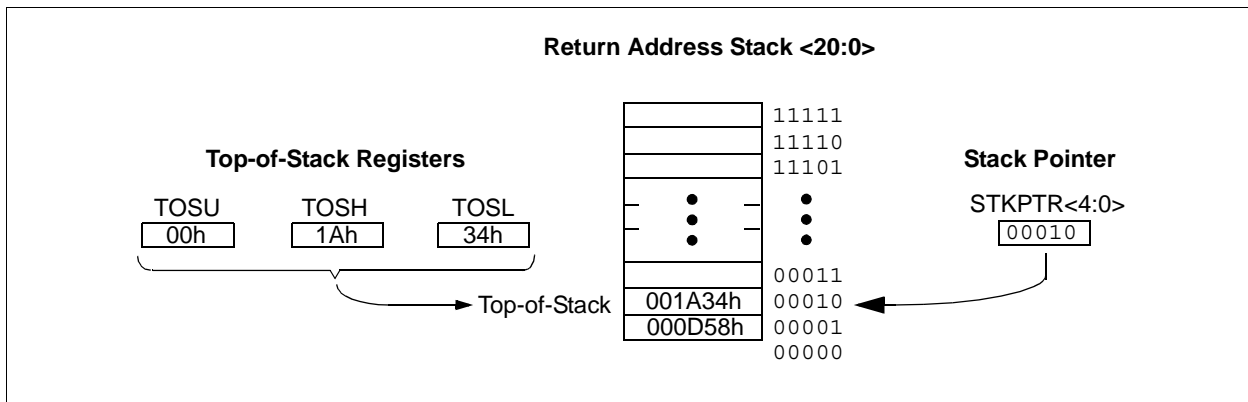 Return Address Stack <20:0>
11111
11110
Top-of-Stack Registers
Stack Pointer
11101
TOSU TOSH TOSL
STKPTR<4:0>
00h 1Ah 34h
00010
00011
Top-of-Stack 001A34h 00010
000D58h 00001
00000